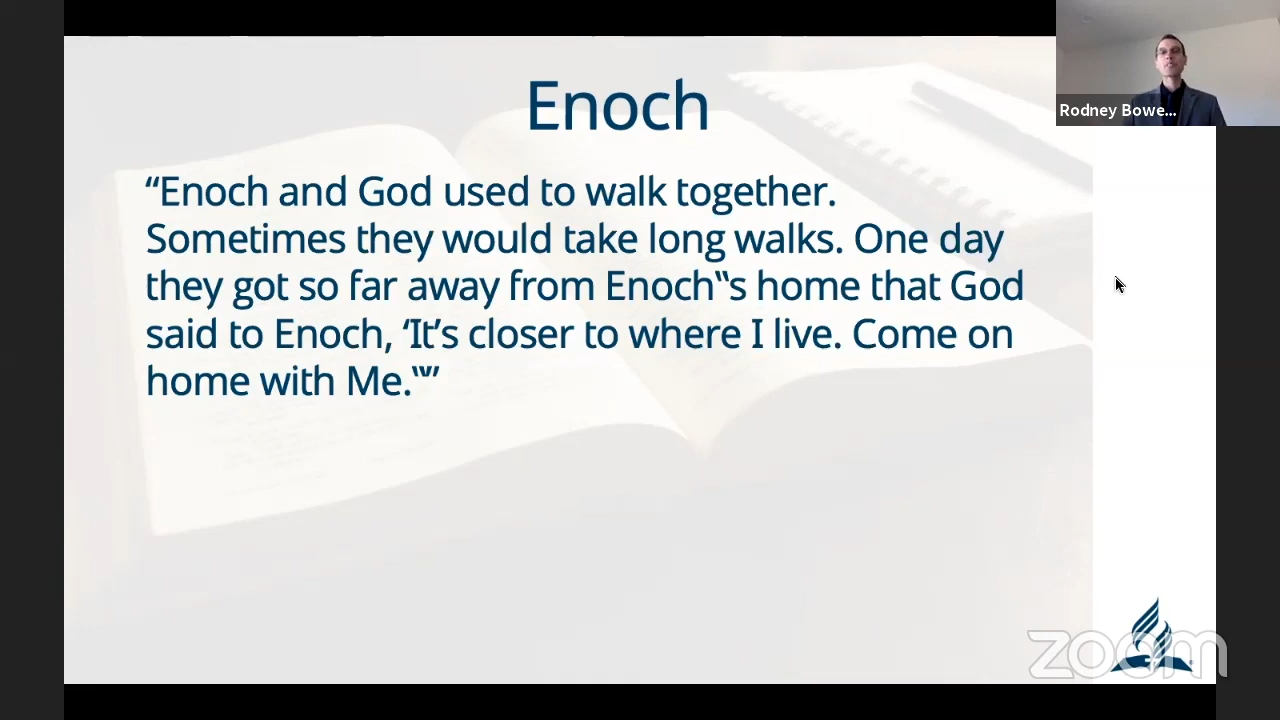 Enoch
“Enoch and God used to walk together.
Sometimes they would take long walks. One day
they got so far away from Enoch‟s home that God
said to Enoch, ‘It’s closer to where I live. Come on
home with Me.‟”
Rodney Bowe...
zoom